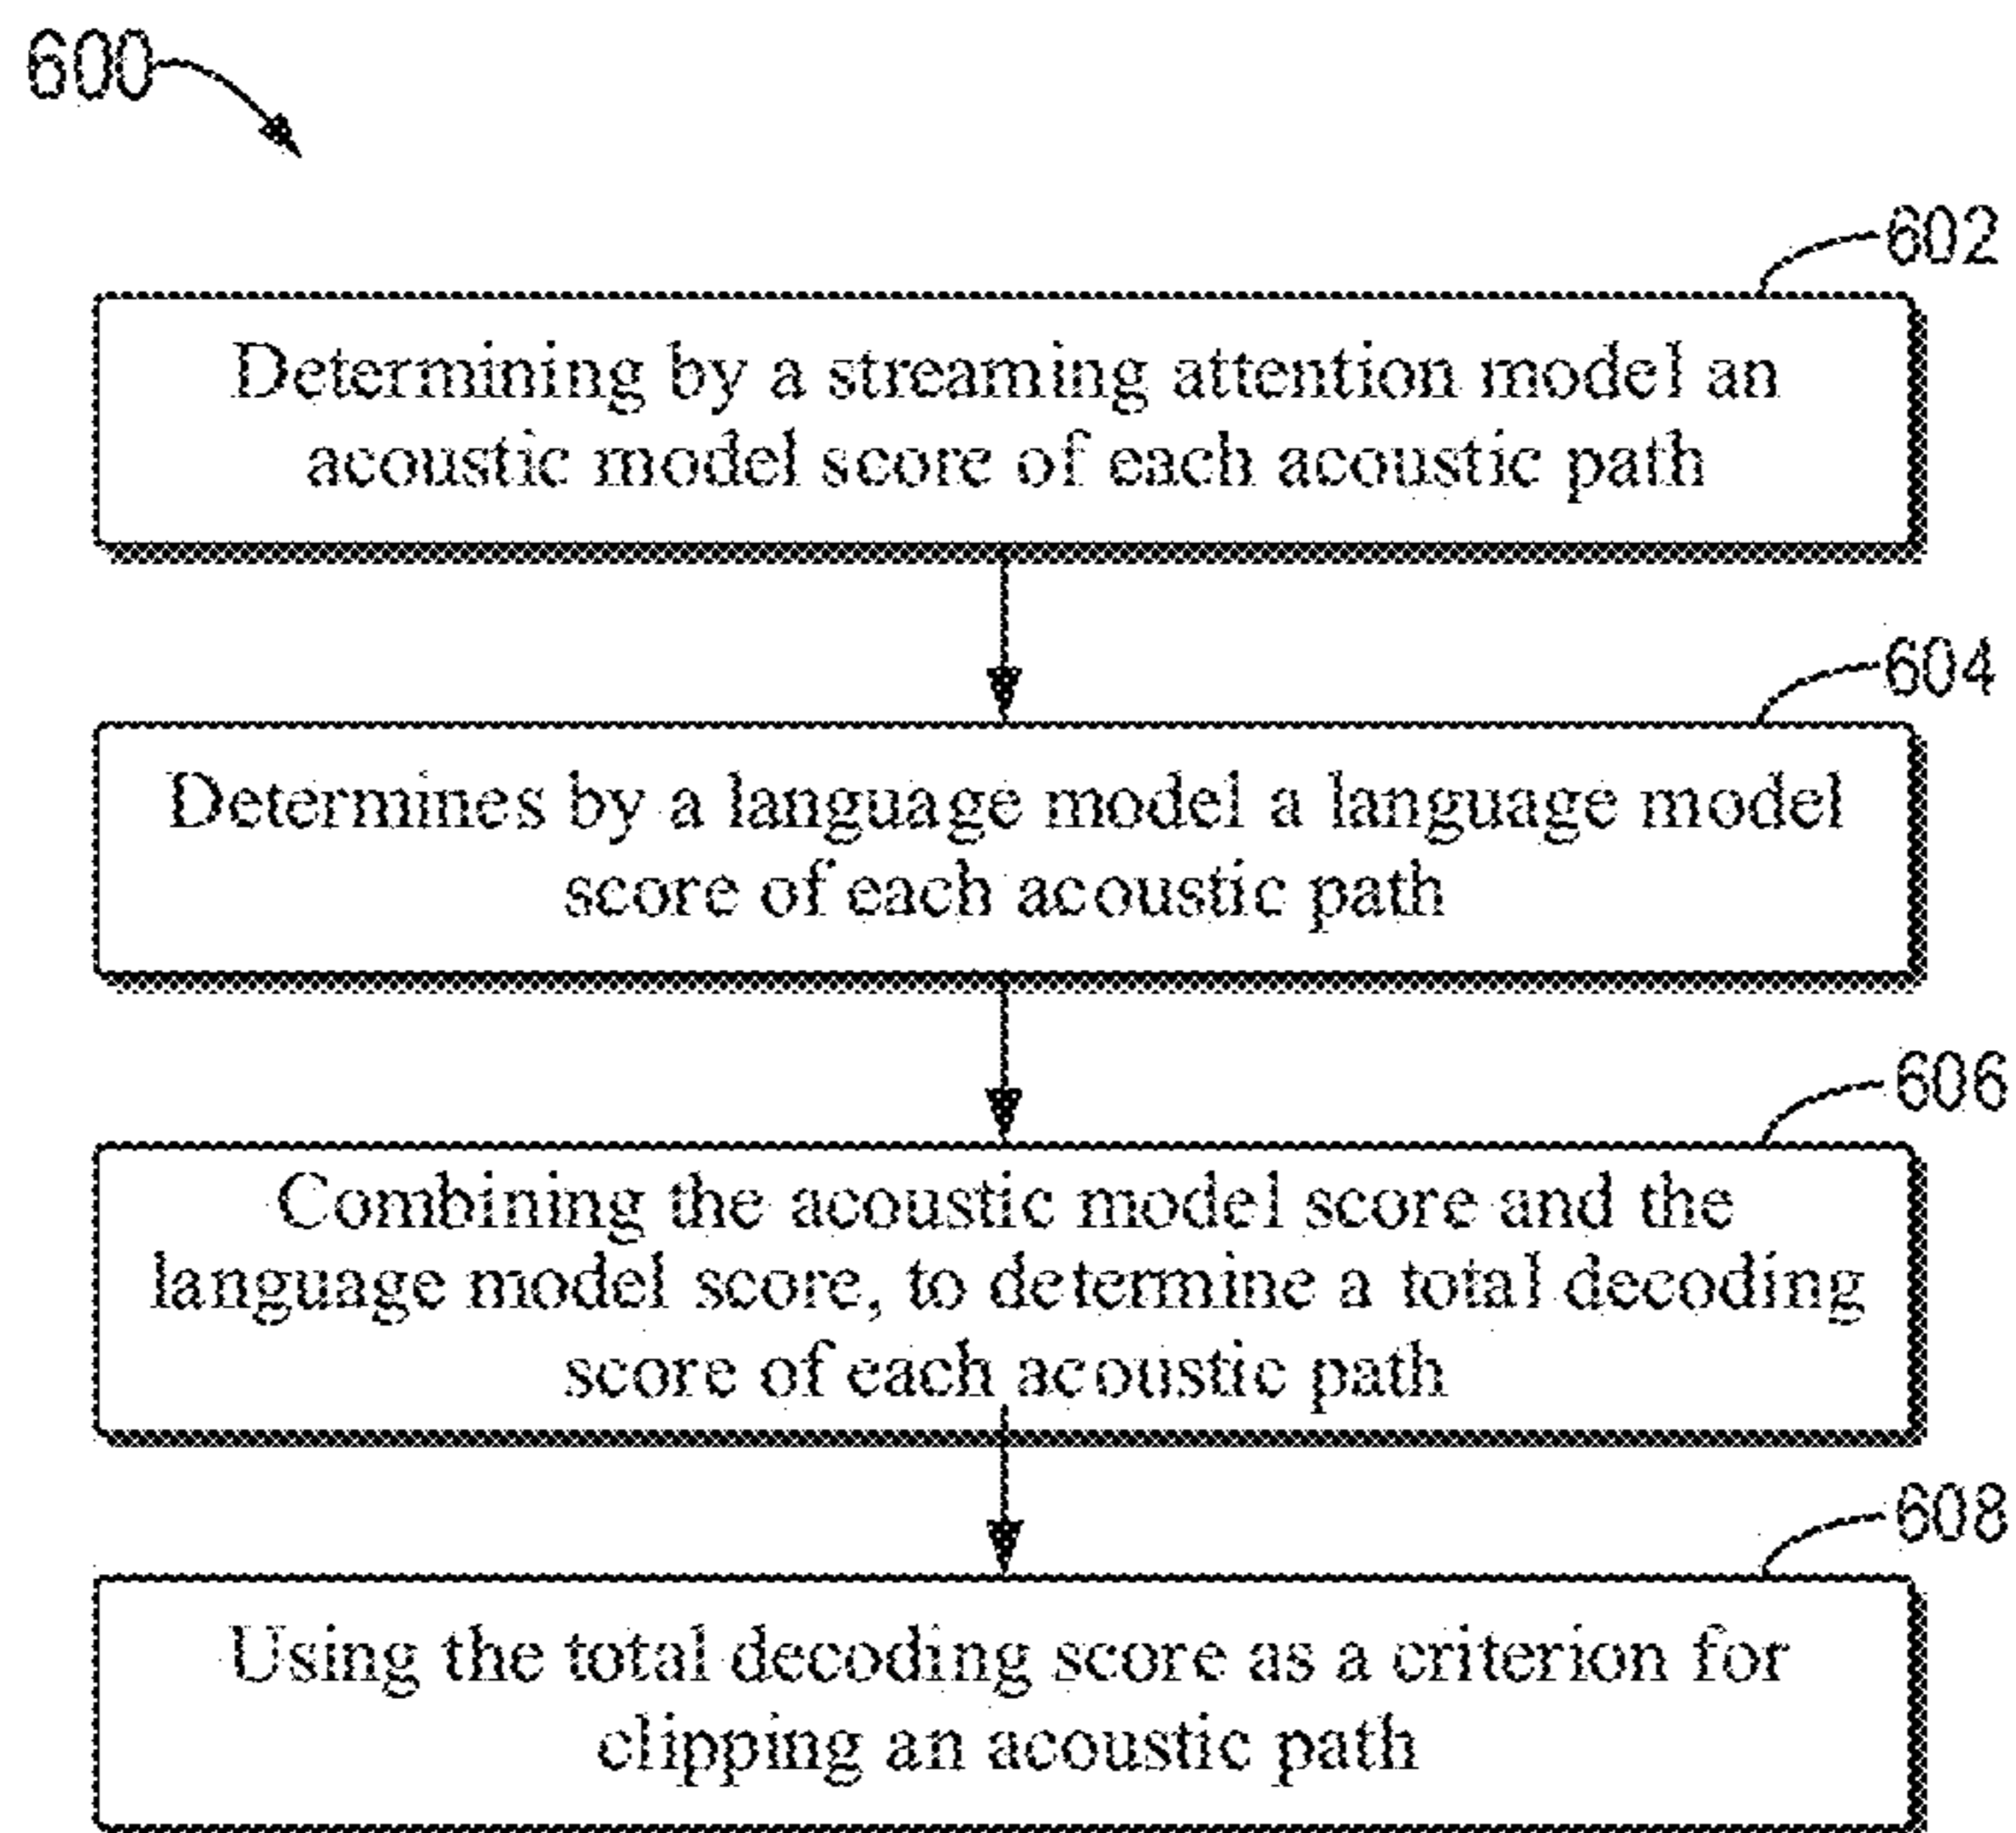 600
602
Determining by a streaming attention model an
acoustic model score of each acoustic path
604
Determines by a language model a language model
score of each acoustic path
606
Combining the acoustic model score and the
language model score, to determine a total decoding
score of each acoustic path
608
Using the total decoding score as a criterion for
clipping an acoustic path